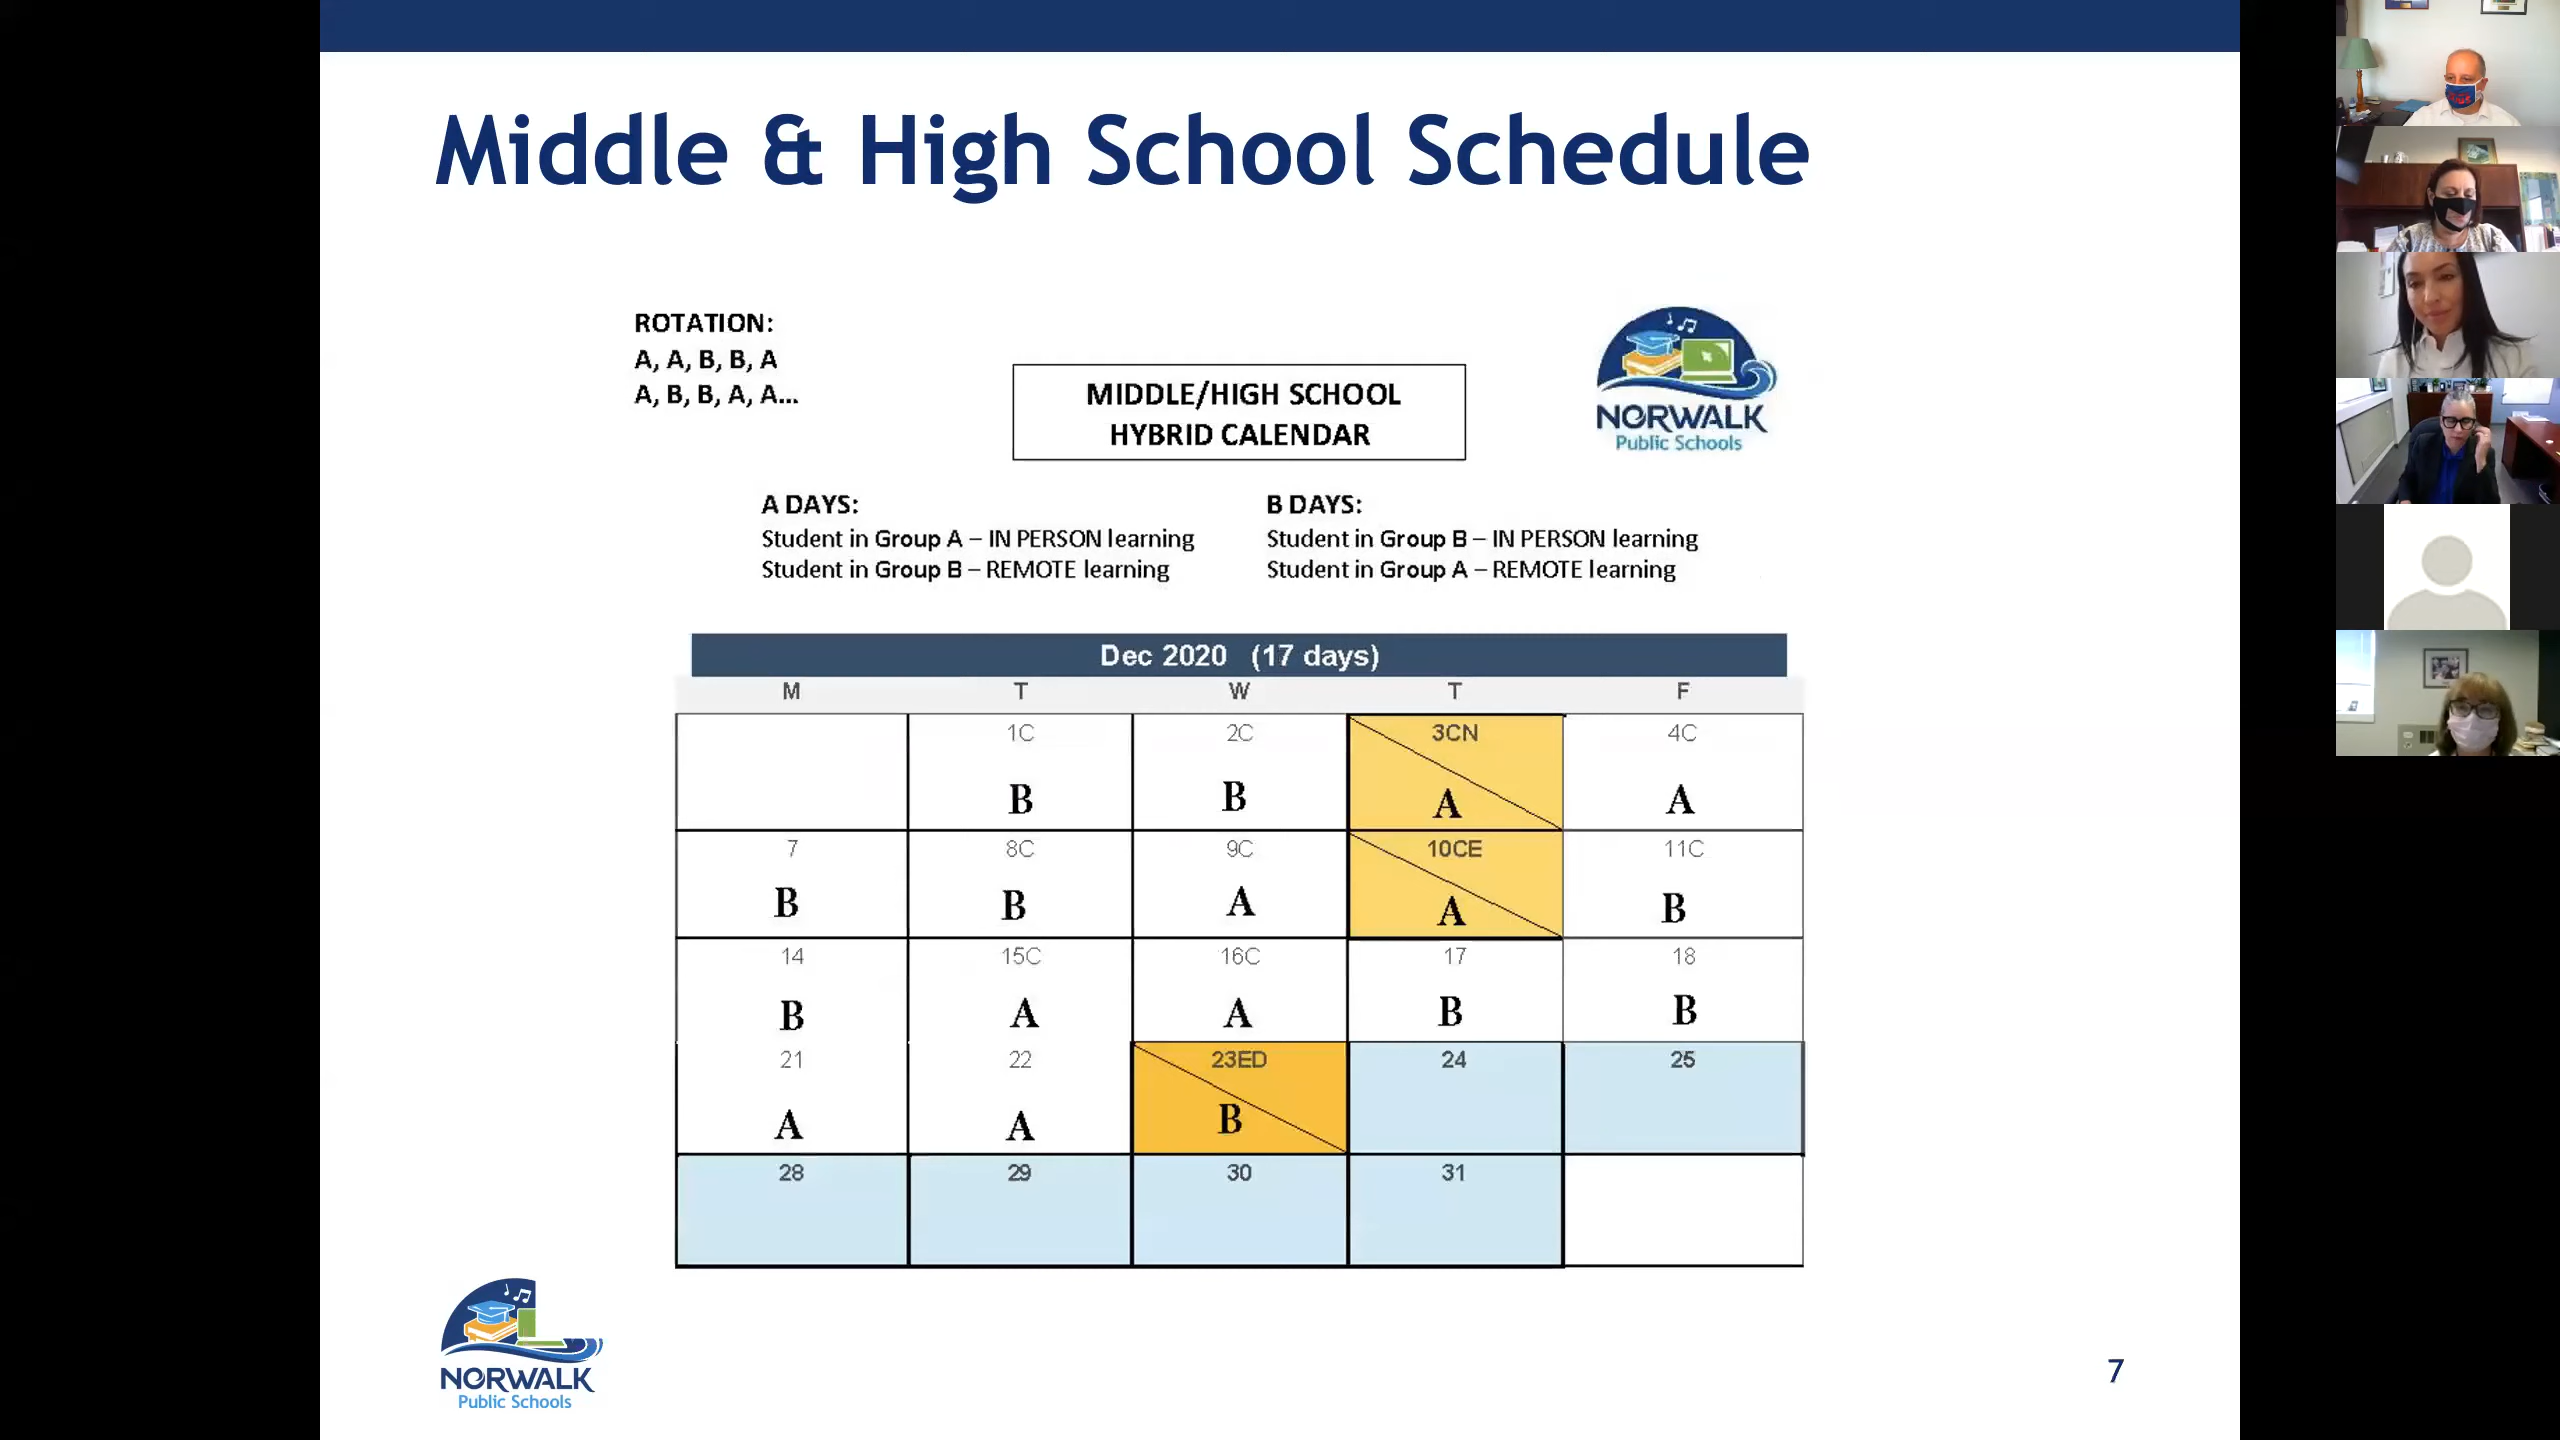 Middle & High School Schedule
ROTATION:
A, A, B, B, A
A, B, B, A, A...
MIDDLE/HIGH SCHOOL
HYBRID CALENDAR
NORWALK
Public Schools
A DAYS:
Student in Group A – IN PERSON learning
Student in Group B – REMOTE learning
B DAYS:
Student in Group B – IN PERSON learning
Student in Group A – REMOTE learning
Dec 2020 (17 days)
M T W T F
1C 2C 3CN 4C
B B A A
7 8C 9C 10CE 11C
B B A A B
14 15C 16C 17 18
B A A B B
21 22 23ED 24 25
A A B
28 29 30 31
NORWALK
Public Schools
7